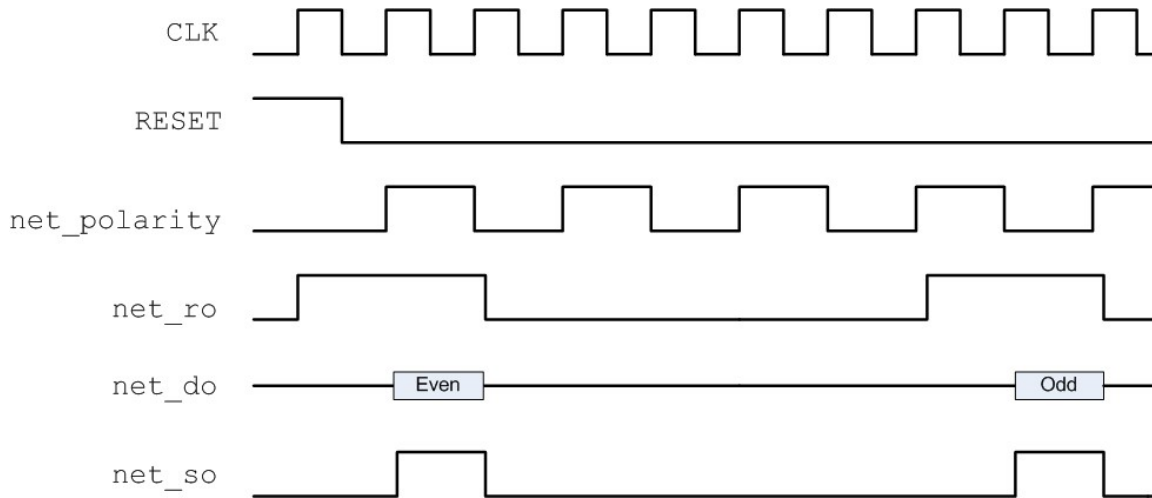 CLK
RESET
net_polarity
net_ro
net_do
Even
Odd
net_so